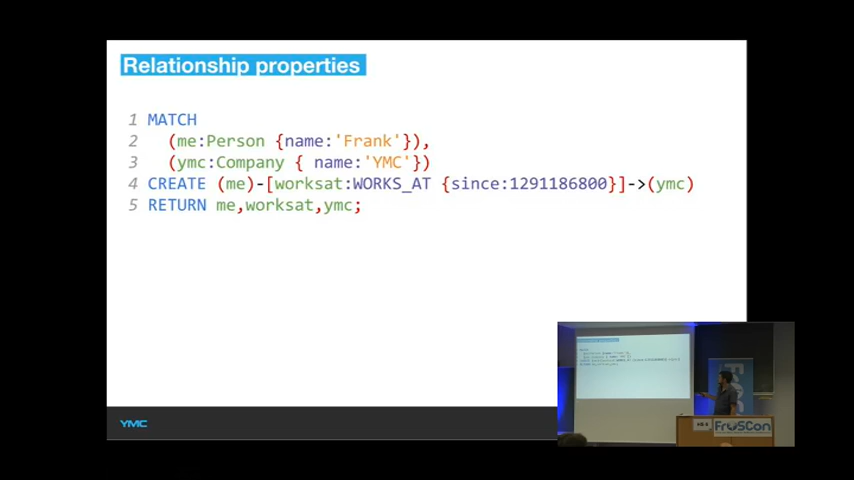 Relationship properties
1 MATCH
2 (me:Person {name:'Frank'}),
3 (ymc:Company { name:'YMC'})
4 CREATE (me)-[worksat:WORKS_AT {since:1291186800}]->(ymc)
5 RETURN me,worksat,ymc;
YMC
FrOSCon